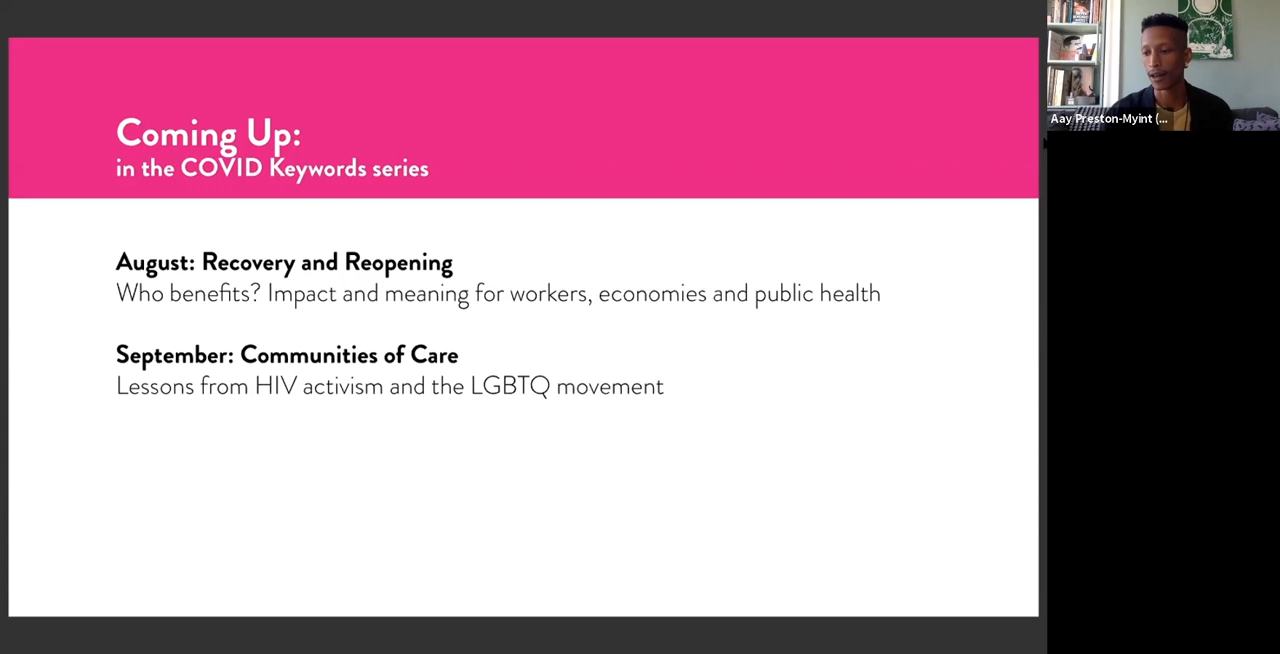 Coming Up:
in the COVID Keywords series
August: Recovery and Reopening
Who benefits? Impact and meaning for workers, economies and public health
September: Communities of Care
Lessons from HIV activism and the LGBTQ movement
Aay Preston-Myint (...